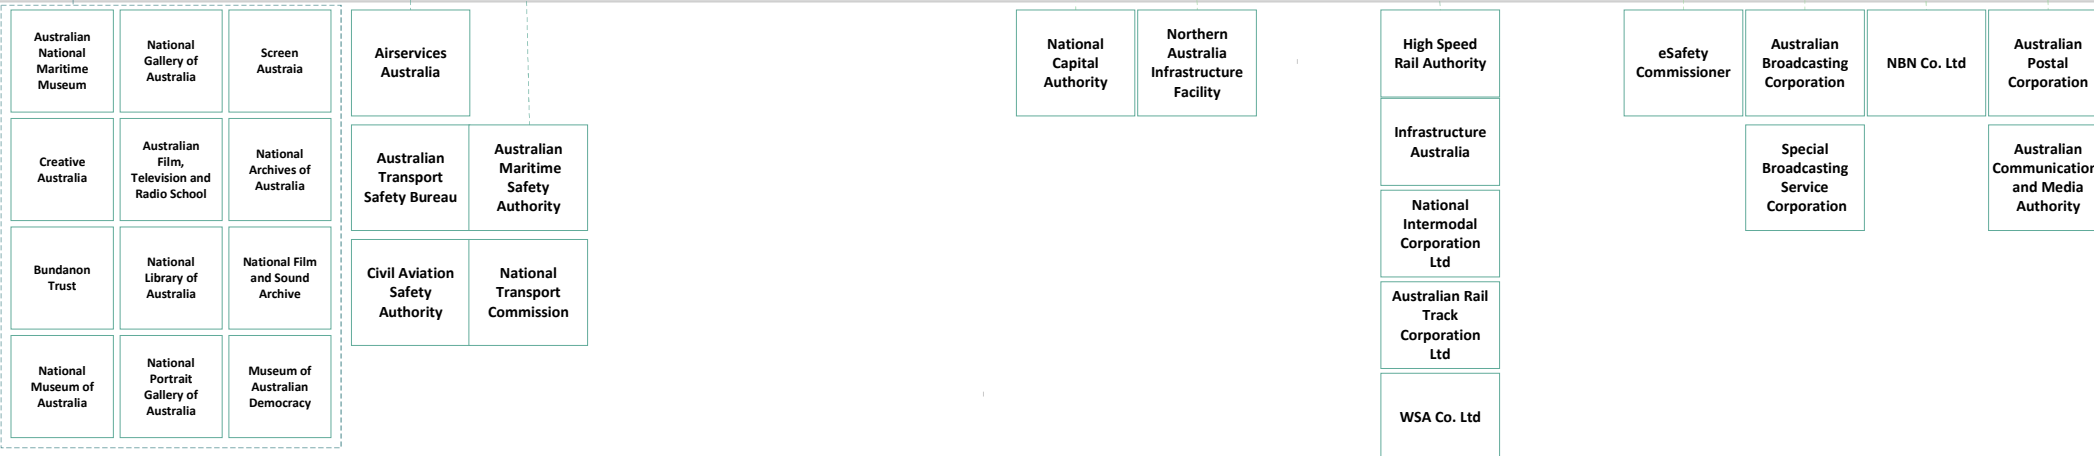 Australian
National
Maritime
Museum
National
Gallery of
Australia
Screen
Austraia
Creative
Australia
Australian
Film,
Television and
Radio School
National
Archives of
Australia
Bundanon
Trust
National
Library of
Australia
National Film
and Sound
Archive
National
Museum of
Australia
National
Portrait
Gallery of
Australia
Museum of
Australian
Democracy
Airservices
Australia
Australian
Transport
Safety Bureau
Australian
Maritime
Safety
Authority
Civil Aviation
Safety
Authority
National
Transport
Commission
National
Capital
Authority
Northern
Australia
Infrastructure
Facility
High Speed
Rail Authority
Infrastructure
Australia
National
Intermodal
Corporation
Ltd
Australian Rail
Track
Corporation
Ltd
WSA Co. Ltd
eSafety
Commissioner
Australian
Broadcasting
Corporation
NBN Co. Ltd
Australian
Postal
Corporation
Special
Broadcasting
Service
Corporation
Australian
Communication
and Media
Authority